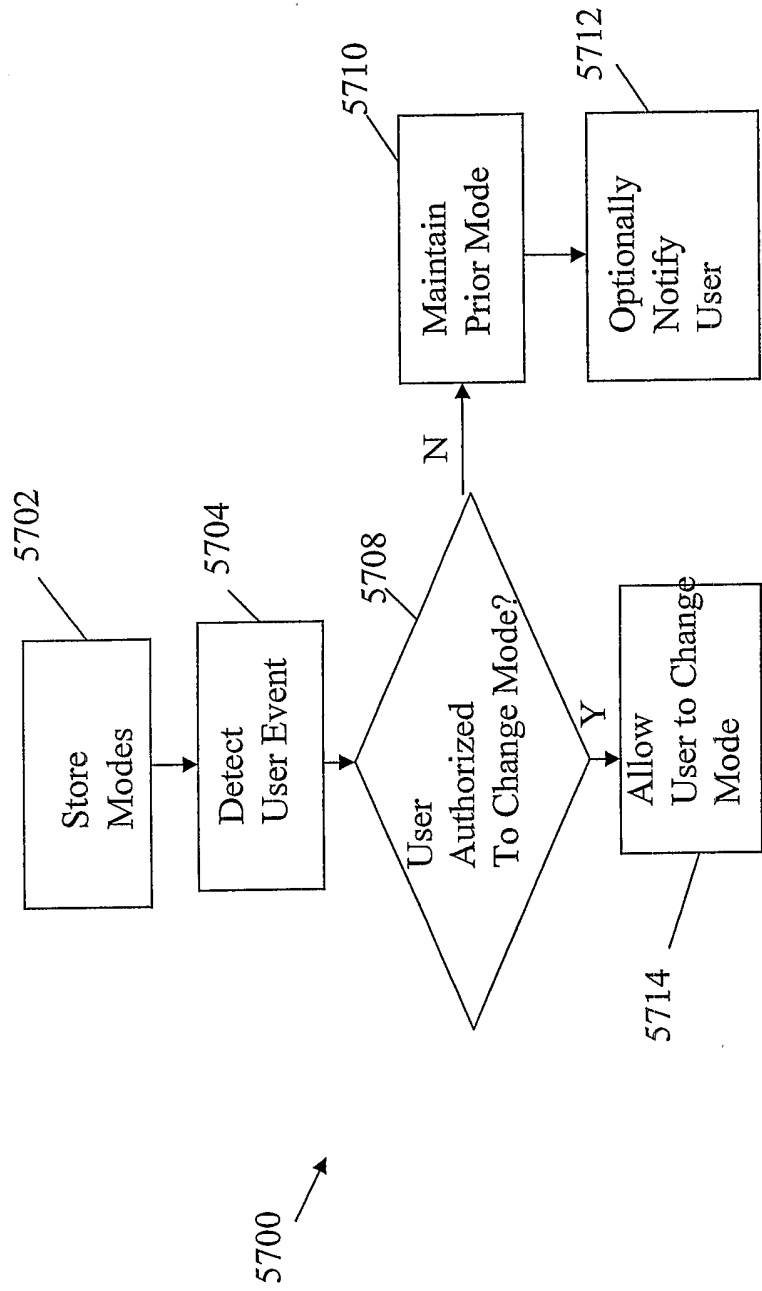 5700
5702
Store
Modes
5704
Detect
User Event
5708
User
Authorized
To Change Mode?
N
5710
Maintain
Prior Mode
5712
Optionally
Notify
User
Y
Allow
User to Change
Mode
5714